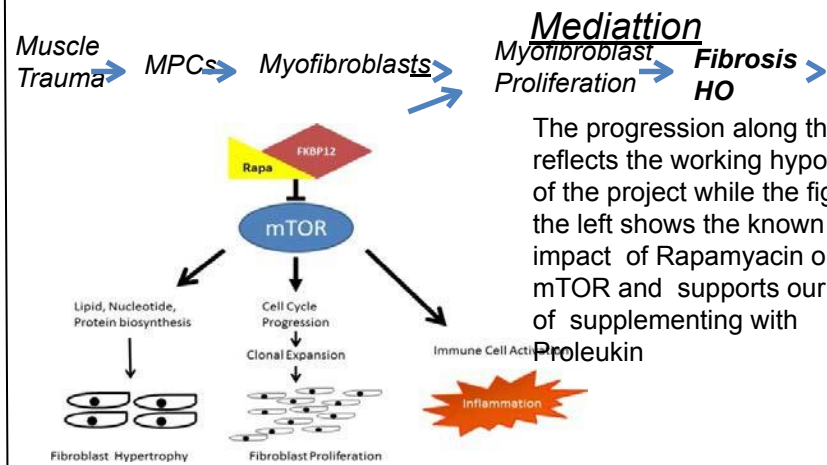 Mediattion
Muscle
Trauma
MPCs
Myofibroblasts
Myofibroblast
Proliferation
Fibrosis
HO
The progression along th
reflects the working hypo
of the project while the fig
the left shows the known
impact of Rapamyacin o
mTOR and supports our
of supplementing with
Proleukin
FKBP12
Rapa
mTOR
Lipid, Nucleotide,
Protein biosynthesis
Cell Cycle
Progression
Clonal Expansion
Immune Cell Activation
Inflammation
Fibroblast Hypertrophy
Fibroblast Proliferation